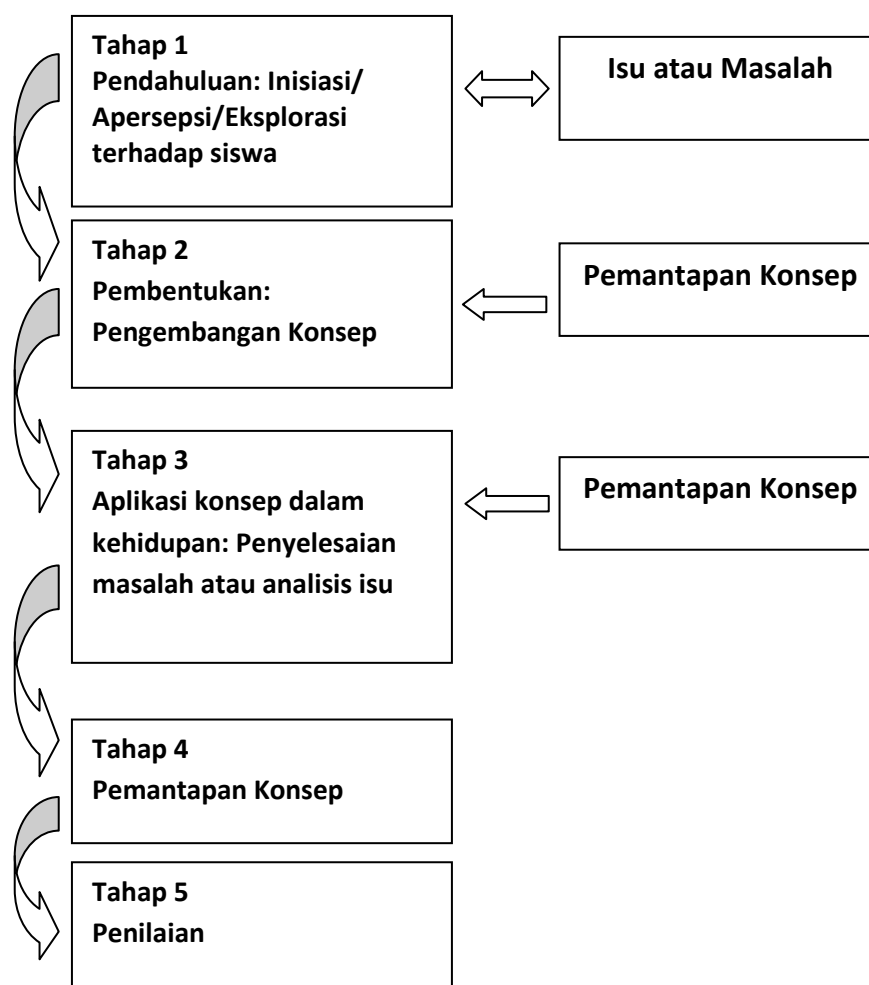 Tahap 1
Pendahuluan: Inisiasi/
Apersepsi/Eksplorasi
terhadap siswa
Isu atau Masalah
Tahap 2
Pembentukan:
Pengembangan Konsep
Pemantapan Konsep
Tahap 3
Aplikasi konsep dalam
kehidupan: Penyelesaian
masalah atau analisis isu
Pemantapan Konsep
Tahap 4
Pemantapan Konsep
Tahap 5
Penilaian